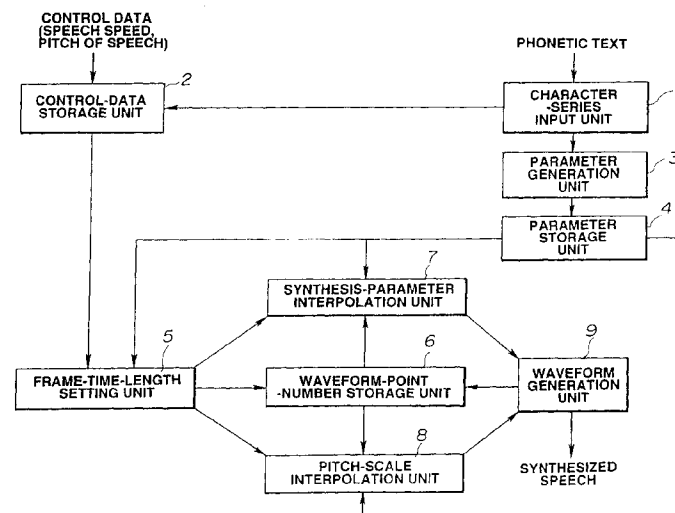 CONTROL DATA
(SPEECH SPEED,
PITCH OF SPEECH)
PHONETIC TEXT
2
CONTROL-DATA
STORAGE UNIT
CHARACTER
-SERIES
INPUT UNIT
PARAMETER
GENERATION
UNIT
3
PARAMETER
STORAGE
UNIT
4
7
SYNTHESIS-PARAMETER
INTERPOLATION UNIT
5
FRAME-TIME-LENGTH
SETTING UNIT
6
WAVEFORM-POINT
-NUMBER STORAGE UNIT
9
WAVEFORM
GENERATION
UNIT
8
PITCH-SCALE
INTERPOLATION UNIT
SYNTHESIZED
SPEECH